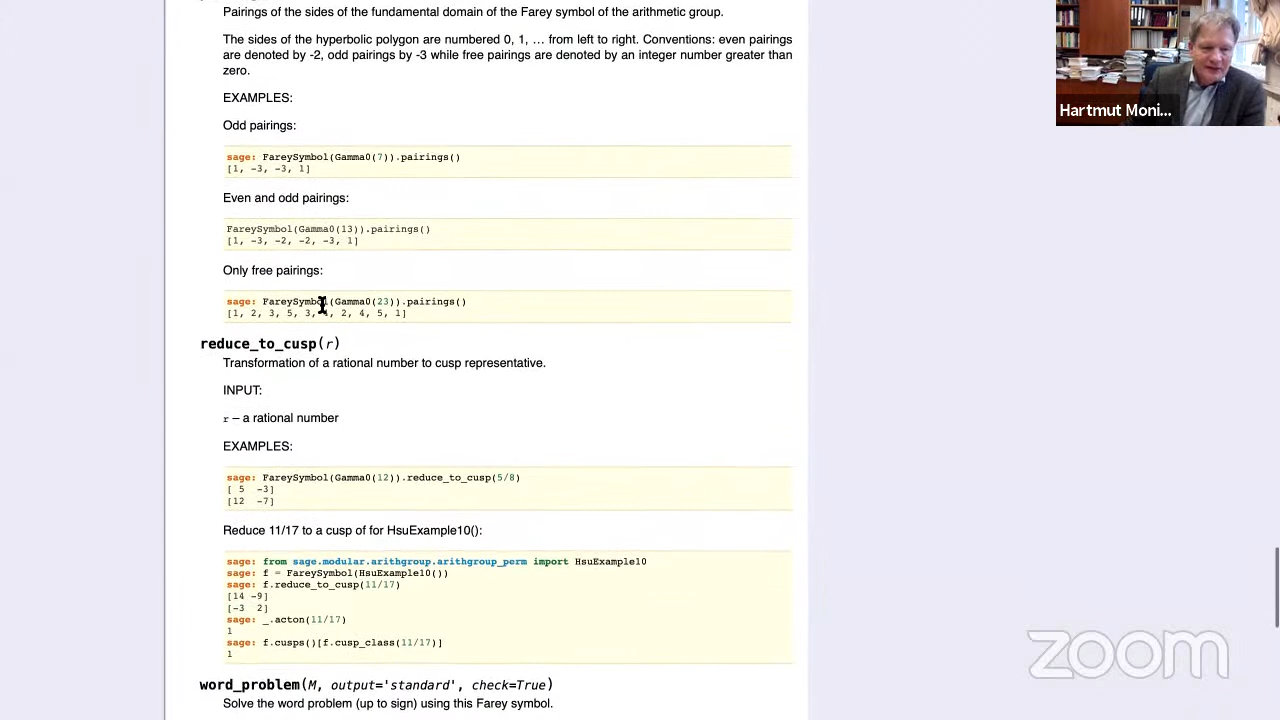 Pairings of the sides of the fundamental domain of the Farey symbol of the arithmetic group.
The sides of the hyperbolic polygon are numbered 0, 1, … from left to right. Conventions: even pairings
are denoted by -2, odd pairings by -3 while free pairings are denoted by an integer number greater than
zero.
EXAMPLES:
Odd pairings:
sage: FareySymbol(Gamma0(7)).pairings()
[1, -3, -3, 1]
Even and odd pairings:
FareySymbol(Gamma0(13)).pairings()
[1, -3, -2, -2, -3, 1]
Only free pairings:
sage: FareySymbol(Gamma0(23)).pairings()
[1, 2, 3, 5, 3, 4, 2, 4, 5, 1]
reduce_to_cusp(r)
Transformation of a rational number to cusp representative.
INPUT:
r – a rational number
EXAMPLES:
sage: FareySymbol(Gamma0(12)).reduce_to_cusp(5/8)
[ 5 -3]
[12 -7]
Reduce 11/17 to a cusp of for HsuExample10():
sage: from sage.modular.arithgroup.arithgroup_perm import HsuExample10
sage: f = FareySymbol(HsuExample10())
sage: f.reduce_to_cusp(11/17)
[14 -9]
[-3 2]
sage: _.acton(11/17)
1
sage: f.cusps()[f.cusp_class(11/17)]
1
word_problem(M, output='standard', check=True)
Solve the word problem (up to sign) using this Farey symbol.
Hartmut Moni...
zoom